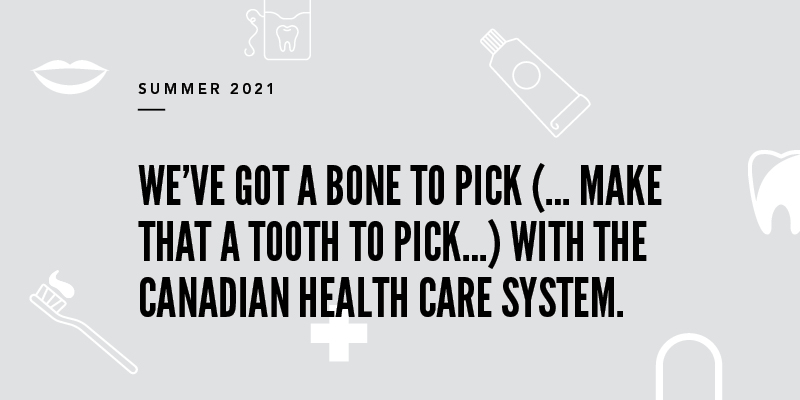 SUMMER 2021
WE’VE GOT A BONE TO PICK (... MAKE
THAT A TOOTH TO PICK...) WITH THE
CANADIAN HEALTH CARE SYSTEM.